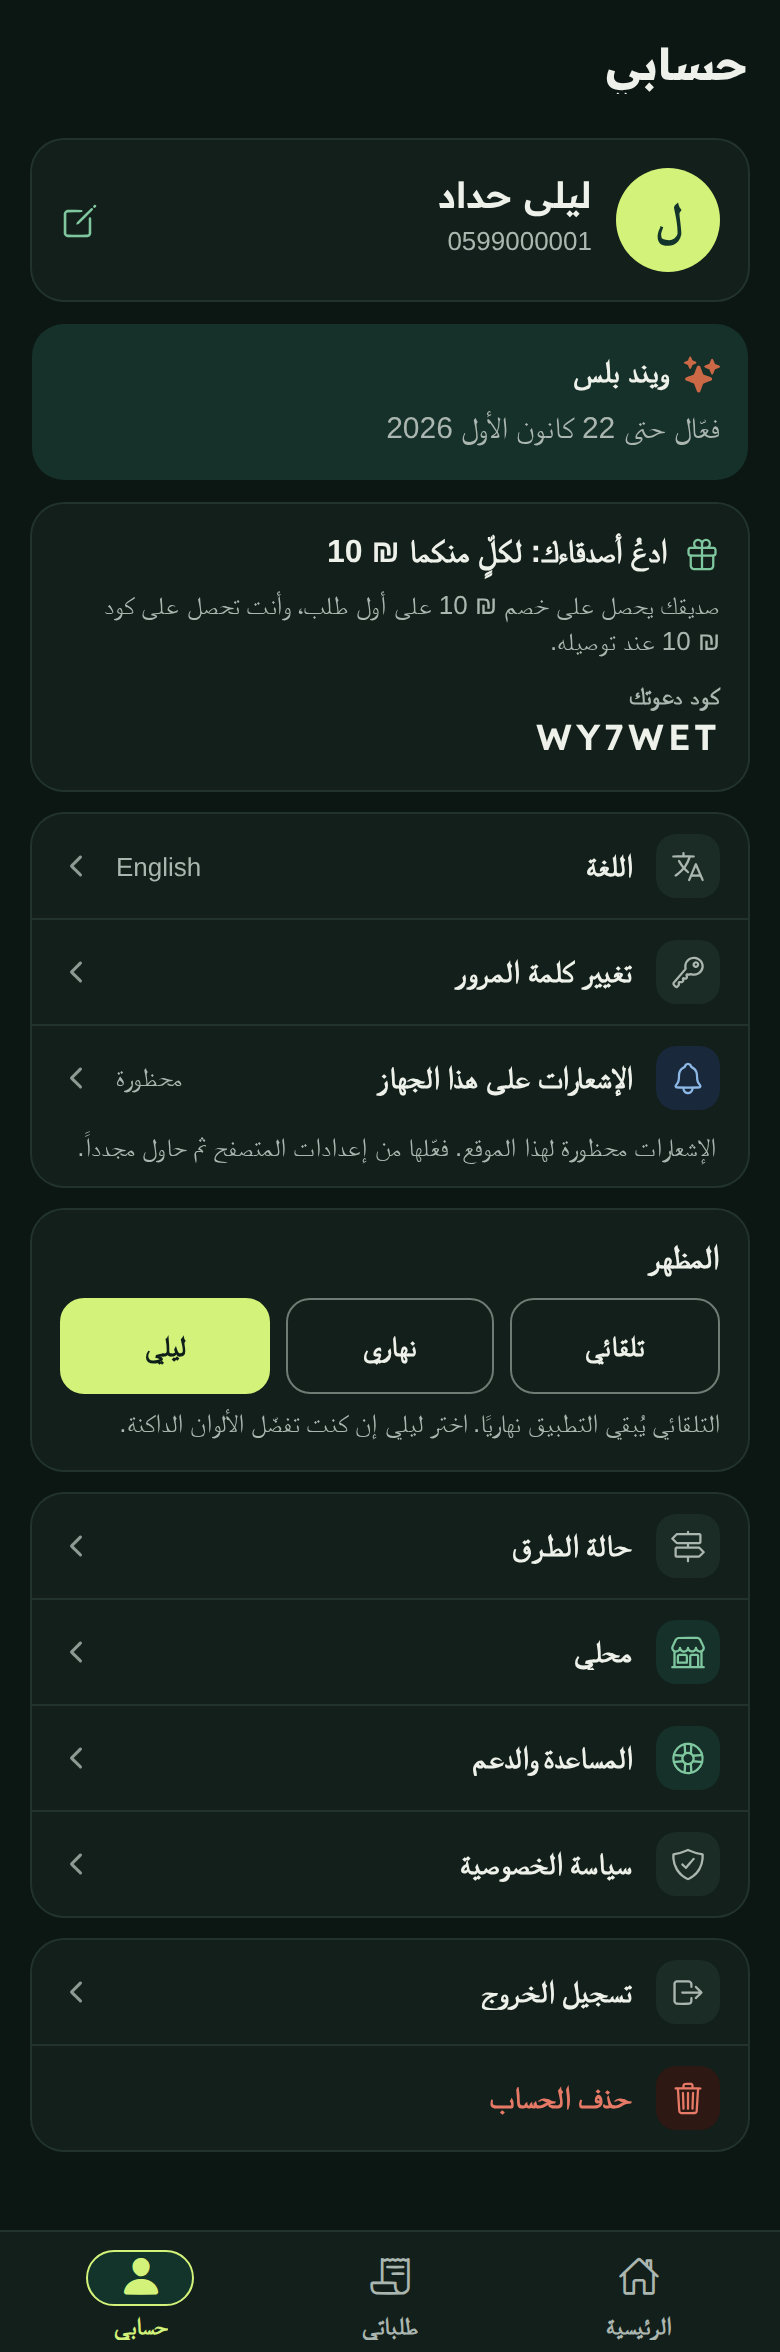 حسابي
ل
ليلى حداد
0599000001
ويند بلس
فعّال حتى 22 كانون الأول 2026
ادعُ أصدقاءك: لكلٍّ منكما ₪ 10
صديقك يحصل على خصم ₪ 10 على أول طلب، وأنت تحصل على كود
₪ 10 عند توصيله.
كود دعوتك
WY7WET
اللغة
English
تغيير كلمة المرور
الإشعارات على هذا الجهاز
محظورة
الإشعارات محظورة لهذا الموقع. فعّلها من إعدادات المتصفح ثم حاول مجدداً.
المظهر
تلقائي
نهاري
ليلي
التلقائي يُبقي التطبيق نهاريًا. اختر ليلي إن كنت تفضّل الألوان الداكنة.
حالة الطرق
محلي
المساعدة والدعم
سياسة الخصوصية
تسجيل الخروج
حذف الحساب
الرئيسية
طلباتي
حسابي